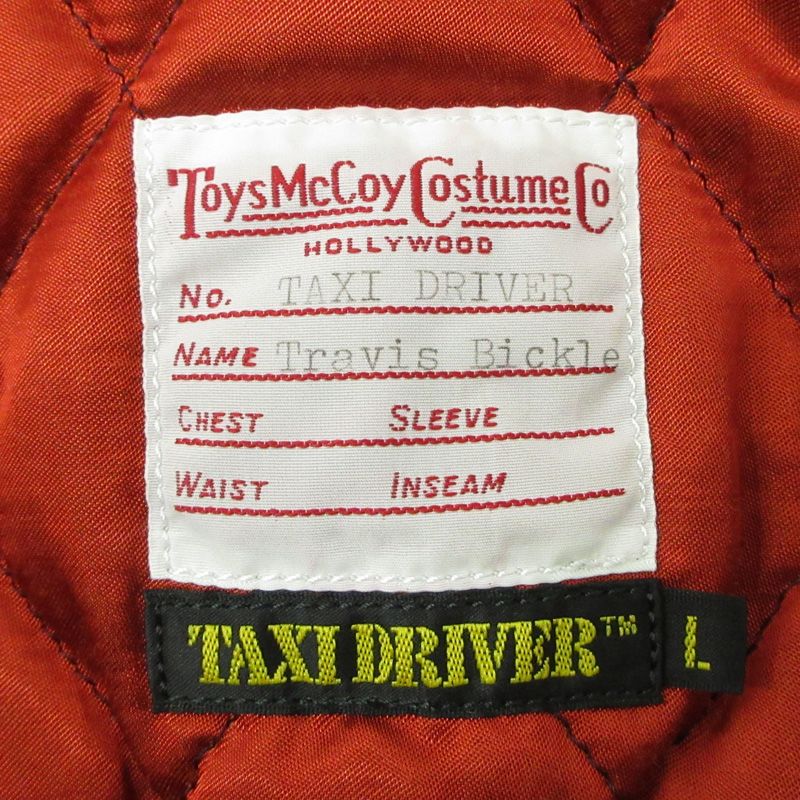 ToysMcCoy Costume Co
HOLLYWOOD
No. TAXI DRIVER
NAME Travis Bickle
CHEST SLEEVE
WAIST INSEAM
TAXI DRIVER™ L